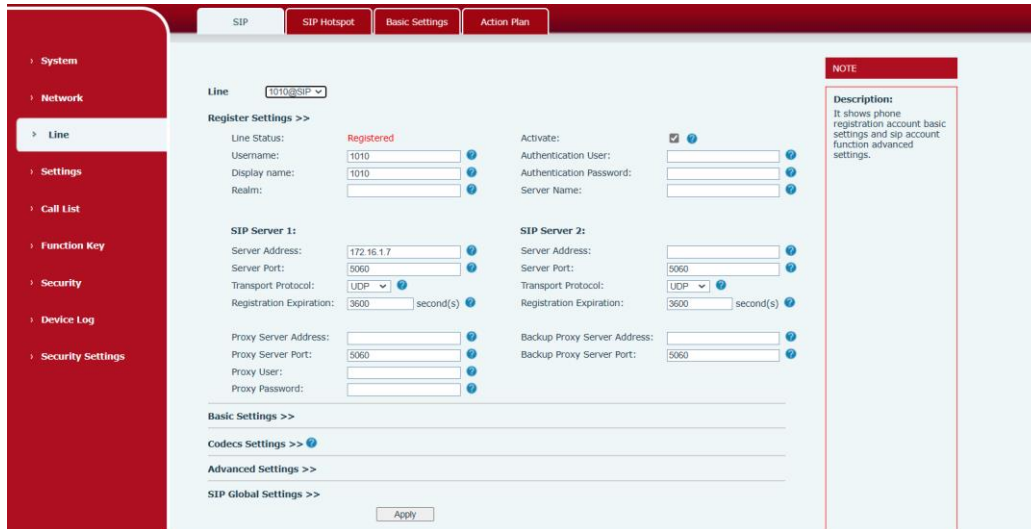 SIP SIP Hotspot Basic Settings Action Plan
› System
› Network
› Line
› Settings
› Call List
› Function Key
› Security
› Device Log
› Security Settings
Line 1010@SIP
Register Settings >>
Line Status: Registered Activate:
Username: 1010 Authentication User:
Display name: 1010 Authentication Password:
Realm: Server Name:
SIP Server 1: SIP Server 2:
Server Address: 172.16.1.7 Server Address:
Server Port: 5060 Server Port: 5060
Transport Protocol: UDP Transport Protocol: UDP
Registration Expiration: 3600 second(s) Registration Expiration: 3600 second(s)
Proxy Server Address: Backup Proxy Server Address:
Proxy Server Port: 5060 Backup Proxy Server Port: 5060
Proxy User:
Proxy Password:
Basic Settings >>
Codecs Settings >>
Advanced Settings >>
SIP Global Settings >>
Apply
NOTE
Description:
It shows phone
registration account basic
settings and sip account
function advanced
settings.